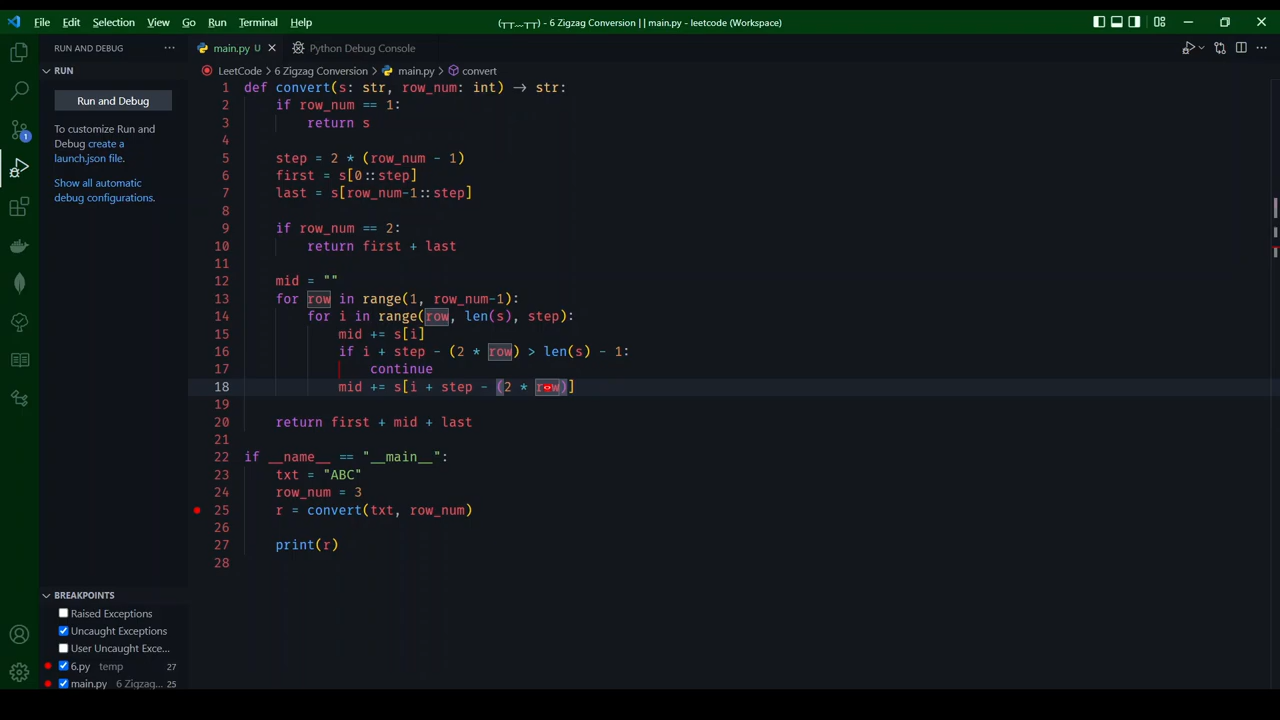 File Edit Selection View Go Run Terminal Help
(┬┬﹏┬┬) - 6 Zigzag Conversion | | main.py - leetcode (Workspace)
RUN AND DEBUG ···
main.py U ×
Python Debug Console
RUN
LeetCode > 6 Zigzag Conversion > main.py > convert
Run and Debug
To customize Run and
Debug create a
launch.json file.
Show all automatic
debug configurations.
1
1 def convert(s: str, row_num: int) -> str:
2 if row_num == 1:
3 return s
4
5 step = 2 * (row_num - 1)
6 first = s[0::step]
7 last = s[row_num-1::step]
8
9 if row_num == 2:
10 return first + last
11
12 mid = ""
13 for row in range(1, row_num-1):
14 for i in range(row, len(s), step):
15 mid += s[i]
16 if i + step - (2 * row) > len(s) - 1:
17 continue
18 mid += s[i + step - (2 * row)]
19
20 return first + mid + last
21
22 if __name__ == "__main__":
23 txt = "ABC"
24 row_num = 3
25 r = convert(txt, row_num)
26
27 print(r)
28
BREAKPOINTS
Raised Exceptions
Uncaught Exceptions
User Uncaught Exce...
6.py temp 27
main.py 6 Zigzag... 25